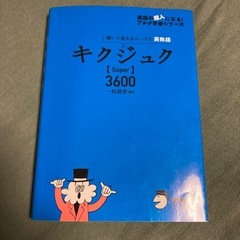 英語の超人になる!
アルク学参シリーズ
聞いて覚えるコーパス英熟語
キクジュク
【Super】
3600
一杉武史 編著